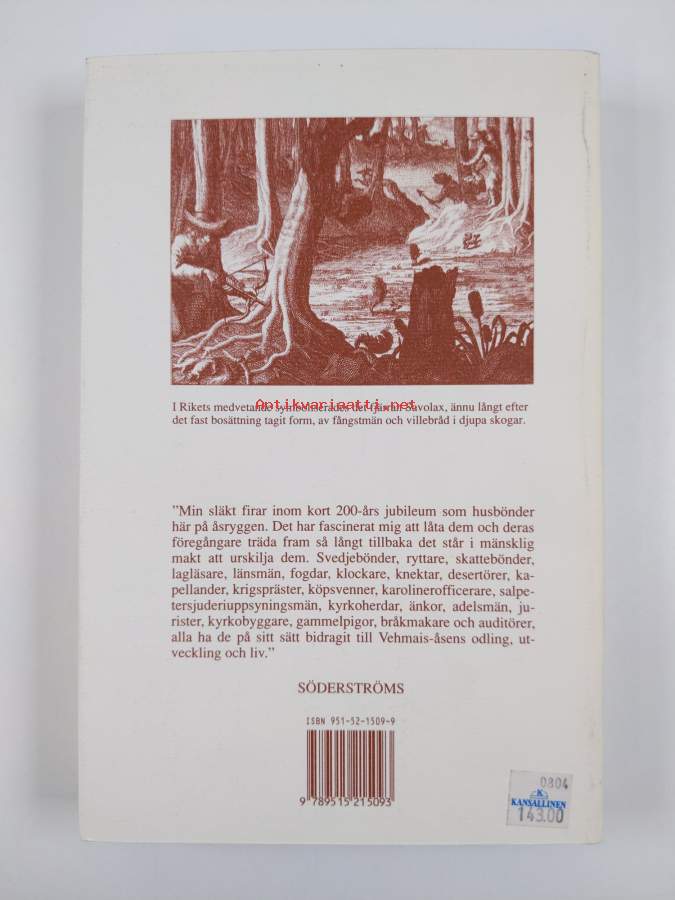 I Rikets medvetande symboliserades det fjärran Savolax, ännu långt efter
Antikvariaatti.net
det fast bosättning tagit form, av fångstmän och villebråd i djupa skogar.
”Min släkt firar inom kort 200-års jubileum som husbönder
här på åsryggen. Det har fascinerat mig att låta dem och deras
föregångare träda fram så långt tillbaka det står i mänsklig
makt att urskilja dem. Svedjebönder, ryttare, skattebönder,
lagläsare, länsmän, fogdar, klockare, knektar, desertörer, ka-
pellander, krigspräster, köpsvenner, karolinerofficerare, salpe-
tersjuderiuppsyningsmän, kyrkoherdar, änkor, adelsmän, ju-
rister, kyrkobyggare, gammelpigor, bråkmakare och auditörer,
alla ha de på sitt sätt bidragit till Vehmais-åsens odling, ut-
veckling och liv.”
SÖDERSTRÖMS
ISBN 951-52-1509-9
9 789515 215093
0804
K
KANSALLINEN
143.00